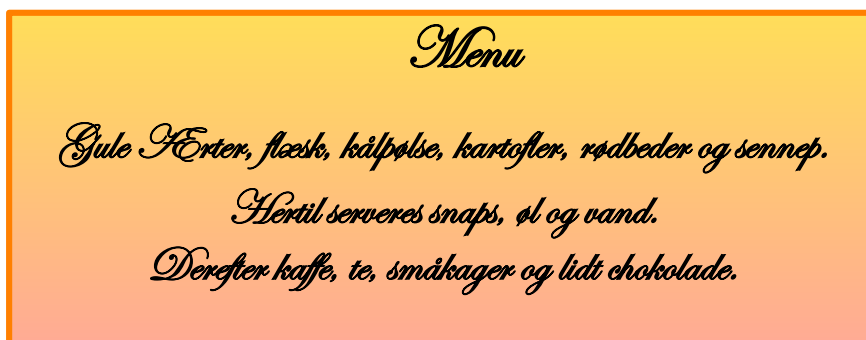 Menu
Gule Ærter, flæsk, kålpølse, kartofler, rødbeder og sennep.
Hertil serveres snaps, øl og vand.
Derefter kaffe, te, småkager og lidt chokolade.